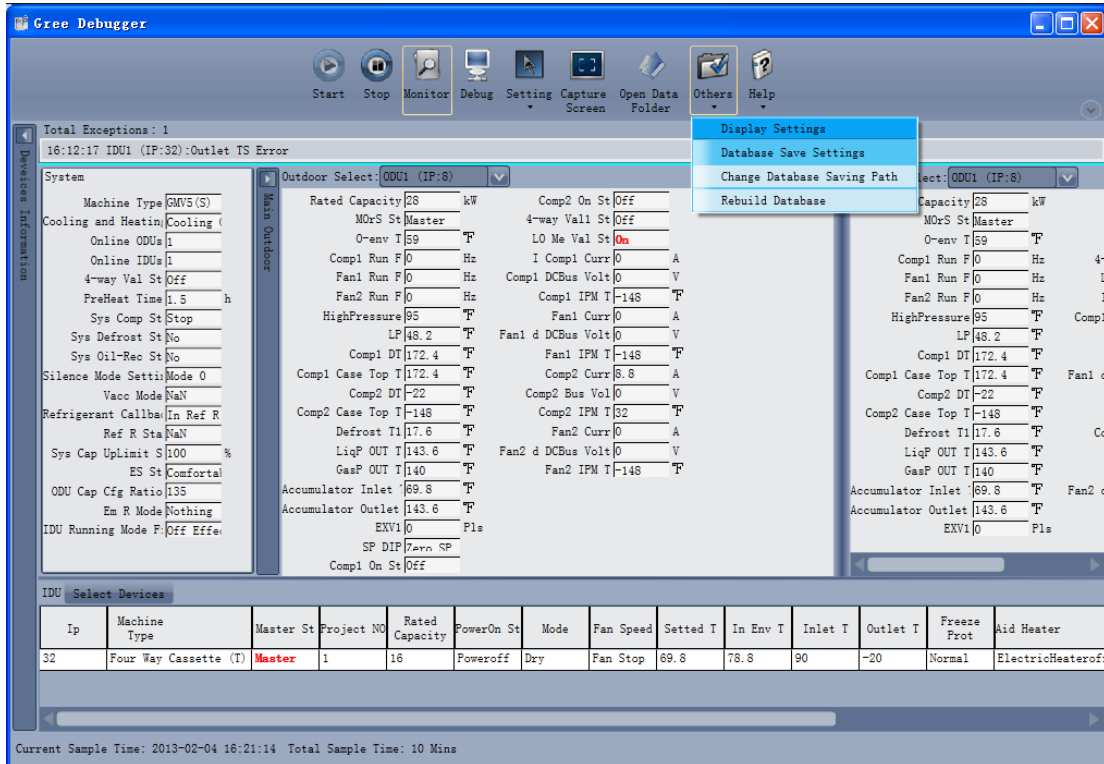 Gree Debugger
Start Stop Monitor Debug Setting Capture Screen Open Data Folder Others Help
Display Settings
Database Save Settings
Change Database Saving Path
Rebuild Database
Total Exceptions: 1
16:12:17 IDU1 (IP:32):Outlet TS Error
Deveices Information
System
Machine Type GMV5(S)
Cooling and Heatin Cooling (
Online ODUs 1
Online IDUs 1
4-way Val St Off
PreHeat Time 1.5 h
Sys Comp St Stop
Sys Defrost St No
Sys Oil-Rec St No
Silence Mode Setti Mode 0
Vacc Mode NaN
Refrigerant Callba In Ref R
Ref R Sta NaN
Sys Cap UpLimit S 100 %
ES St Comfortal
ODU Cap Cfg Ratio 135
Em R Mode Nothing
IDU Running Mode F: Off Effec
Main Outdoor
Outdoor Select: ODU1 (IP:8)
Rated Capacity 28 kW
MOrS St Master
O-env T 59 ℉
Comp1 Run F 0 Hz
Fan1 Run F 0 Hz
Fan2 Run F 0 Hz
HighPressure 95 ℉
LP 48.2 ℉
Comp1 DT 172.4 ℉
Comp1 Case Top T 172.4 ℉
Comp2 DT -22 ℉
Comp2 Case Top T -148 ℉
Defrost T1 17.6 ℉
LiqP OUT T 143.6 ℉
GasP OUT T 140 ℉
Accumulator Inlet 69.8 ℉
Accumulator Outlet 143.6 ℉
EXV1 0 Pls
SP DIP Zero SP
Comp1 On St Off
Comp2 On St Off
4-way Val1 St Off
LO Me Val St On
I Comp1 Curr 0 A
Comp1 DCBus Volt 0 V
Comp1 IPM T -148 ℉
Fan1 Curr 0 A
Fan1 d DCBus Volt 0 V
Fan1 IPM T -148 ℉
Comp2 Curr 8.8 A
Comp2 Bus Vol 0 V
Comp2 IPM T 32 ℉
Fan2 Curr 0 A
Fan2 d DCBus Volt 0 V
Fan2 IPM T -148 ℉
lect: ODU1 (IP:8)
Capacity 28 kW
MOrS St Master
O-env T 59 ℉
Comp1 Run F 0 Hz 4-
Fan1 Run F 0 Hz
Fan2 Run F 0 Hz
HighPressure 95 ℉ Comp1
LP 48.2 ℉
Comp1 DT 172.4 ℉
Comp1 Case Top T 172.4 ℉ Fan1 d
Comp2 DT -22 ℉
Comp2 Case Top T -148 ℉
Defrost T1 17.6 ℉ Co
LiqP OUT T 143.6 ℉
GasP OUT T 140 ℉
Accumulator Inlet 69.8 ℉ Fan2 d
Accumulator Outlet 143.6 ℉
EXV1 0 Pls
IDU Select Devices
Ip Machine Type Master St Project NO Rated Capacity PowerOn St Mode Fan Speed Setted T In Env T Inlet T Outlet T Freeze Prot Aid Heater
32 Four Way Cassette (T) Master 1 16 Poweroff Dry Fan Stop 69.8 78.8 90 -20 Normal ElectricHeaterof
Current Sample Time: 2013-02-04 16:21:14 Total Sample Time: 10 Mins